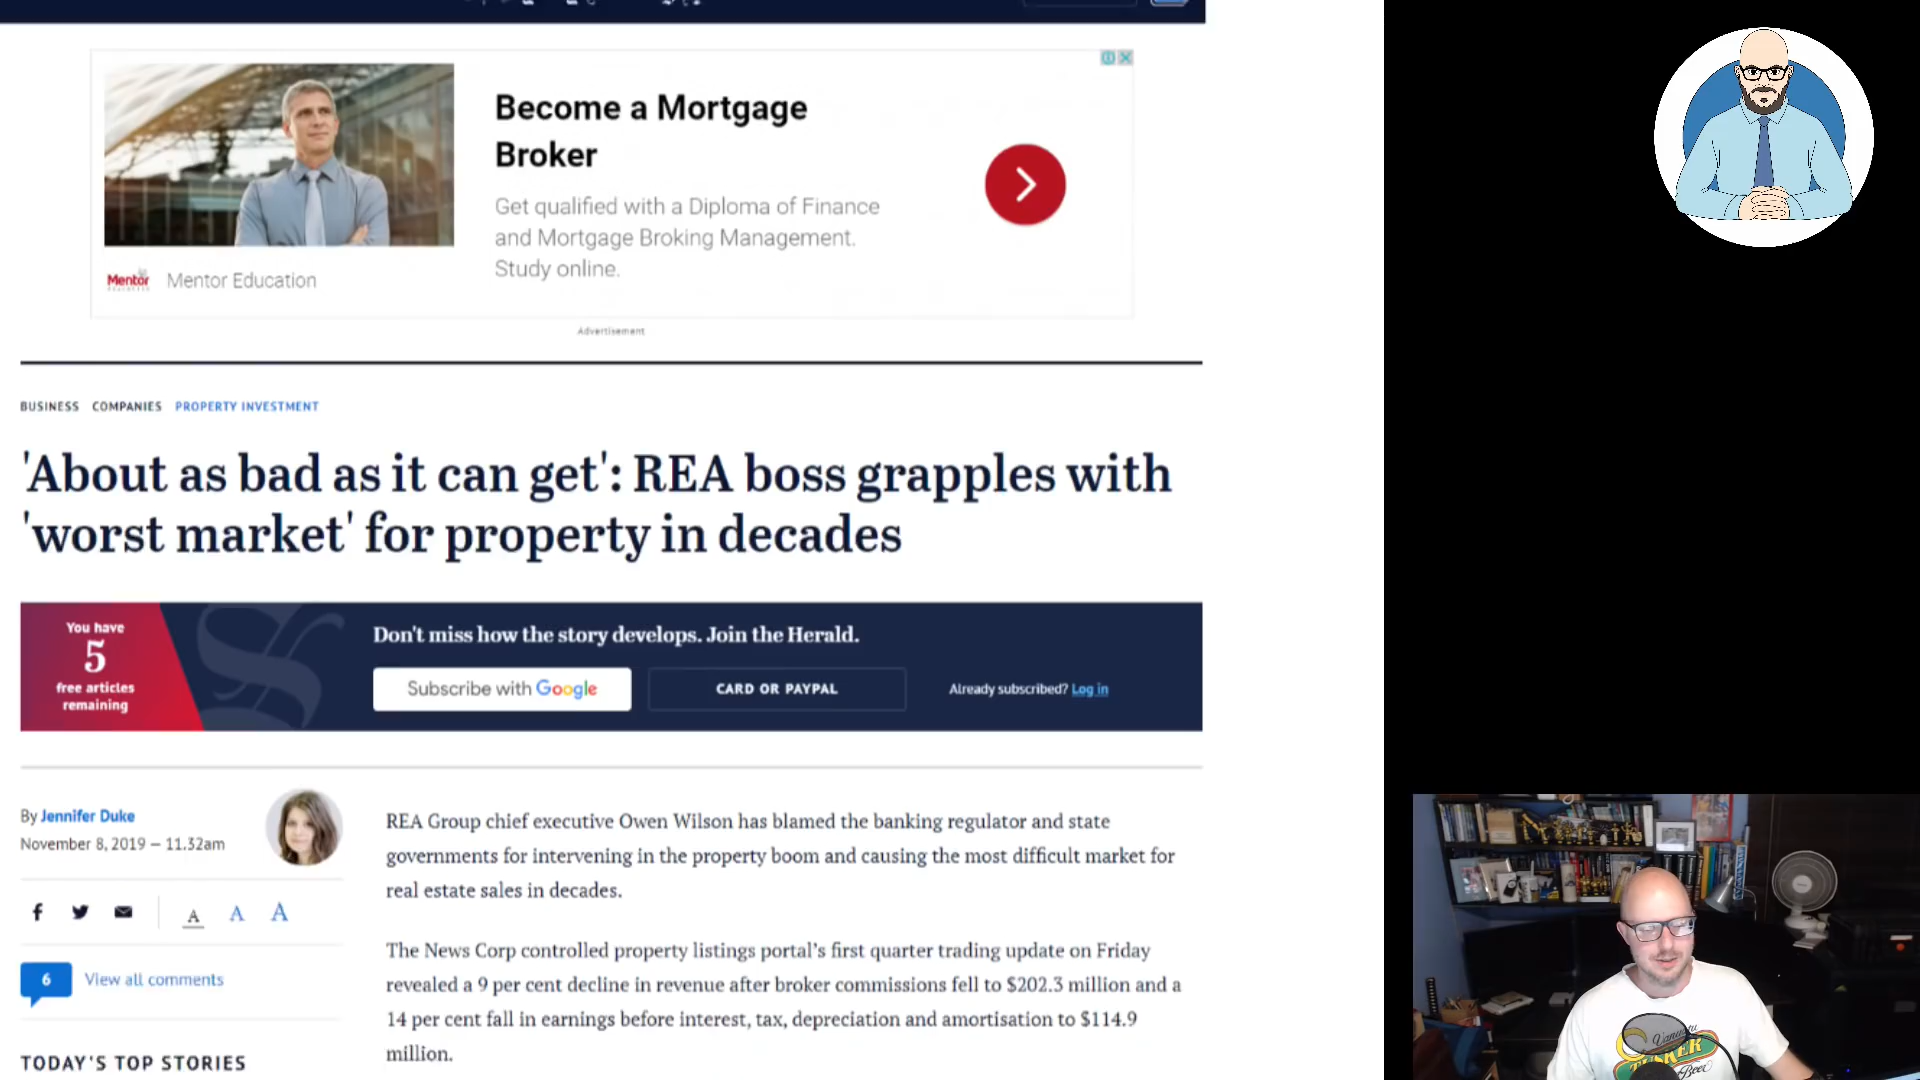 Become a Mortgage
Broker
Get qualified with a Diploma of Finance
and Mortgage Broking Management.
Study online.
Mentor
Mentor Education
Advertisement
BUSINESS COMPANIES PROPERTY INVESTMENT
'About as bad as it can get': REA boss grapples with
'worst market' for property in decades
You have
5
free articles
remaining
Don't miss how the story develops. Join the Herald.
Subscribe with Google
CARD OR PAYPAL
Already subscribed? Log in
By Jennifer Duke
November 8, 2019 — 11.32am
A A A
6 View all comments
TODAY'S TOP STORIES
REA Group chief executive Owen Wilson has blamed the banking regulator and state
governments for intervening in the property boom and causing the most difficult market for
real estate sales in decades.
The News Corp controlled property listings portal's first quarter trading update on Friday
revealed a 9 per cent decline in revenue after broker commissions fell to $202.3 million and a
14 per cent fall in earnings before interest, tax, depreciation and amortisation to $114.9
million.
Vanuatu
Beer